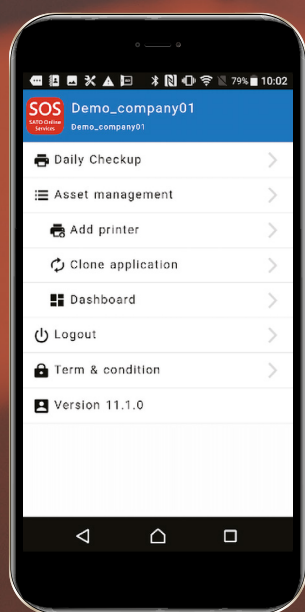 79% 10:02
SOS
SATO Online
Services
Demo_company01
Demo_company01
Daily Checkup
Asset management
Add printer
Clone application
Dashboard
Logout
Term & condition
Version 11.1.0